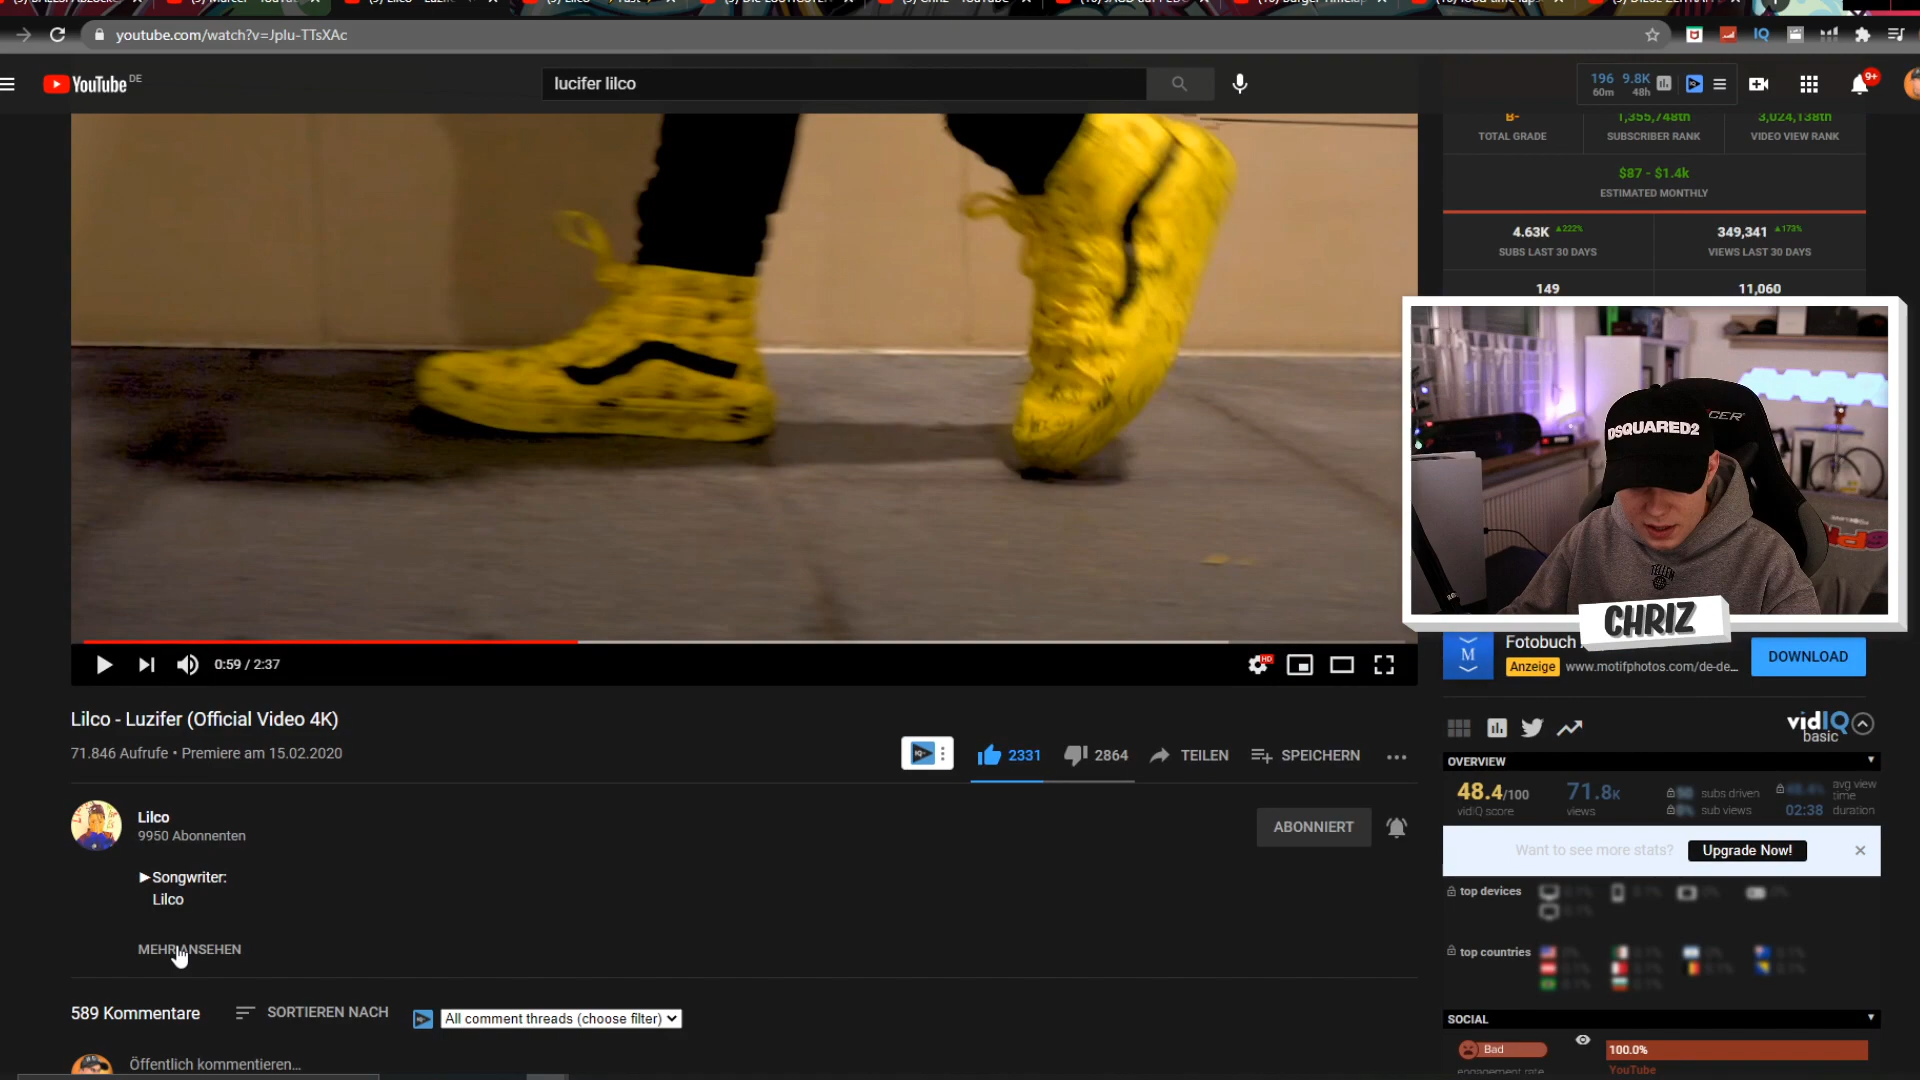 youtube.com/watch?v=Jplu-TTsXAc
YouTube DE
lucifer lilco
196 9.8K
60m 48h
9+
B-
1,355,748th
3,024,138th
TOTAL GRADE
SUBSCRIBER RANK
VIDEO VIEW RANK
$87 - $1.4k
ESTIMATED MONTHLY
4.63K ▲222%
349,341 ▲173%
SUBS LAST 30 DAYS
VIEWS LAST 30 DAYS
149
11,060
DSQUARED2
CHRIZ
Fotobuch
Anzeige www.motifphotos.com/de-de...
DOWNLOAD
0:59 / 2:37
HD
Lilco - Luzifer (Official Video 4K)
71.846 Aufrufe • Premiere am 15.02.2020
2331
2864
TEILEN
SPEICHERN
Lilco
9950 Abonnenten
ABONNIERT
►Songwriter:
Lilco
MEHR ANSEHEN
589 Kommentare
SORTIEREN NACH
All comment threads (choose filter)
Öffentlich kommentieren...
vidIQ
basic
OVERVIEW
48.4/100
vidIQ score
71.8K
views
subs driven
sub views
avg view
time
02:38 duration
Want to see more stats?
Upgrade Now!
top devices
top countries
SOCIAL
Bad
engagement rate
100.0%
YouTube